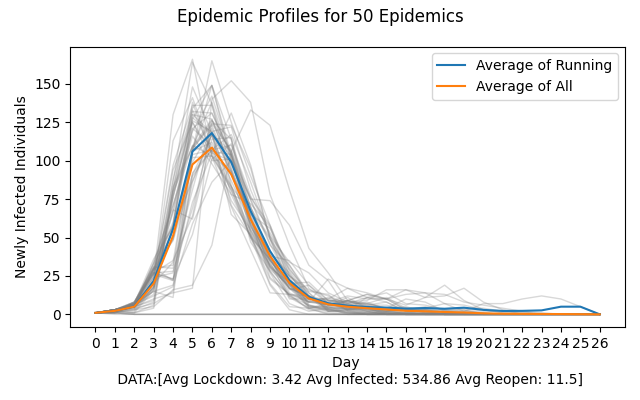 Epidemic Profiles for 50 Epidemics
Average of Running
Average of All
Newly Infected Individuals
150
125
100
75
50
25
0
0 1 2 3 4 5 6 7 8 9 10 11 12 13 14 15 16 17 18 19 20 21 22 23 24 25 26
Day
DATA:[Avg Lockdown: 3.42 Avg Infected: 534.86 Avg Reopen: 11.5]